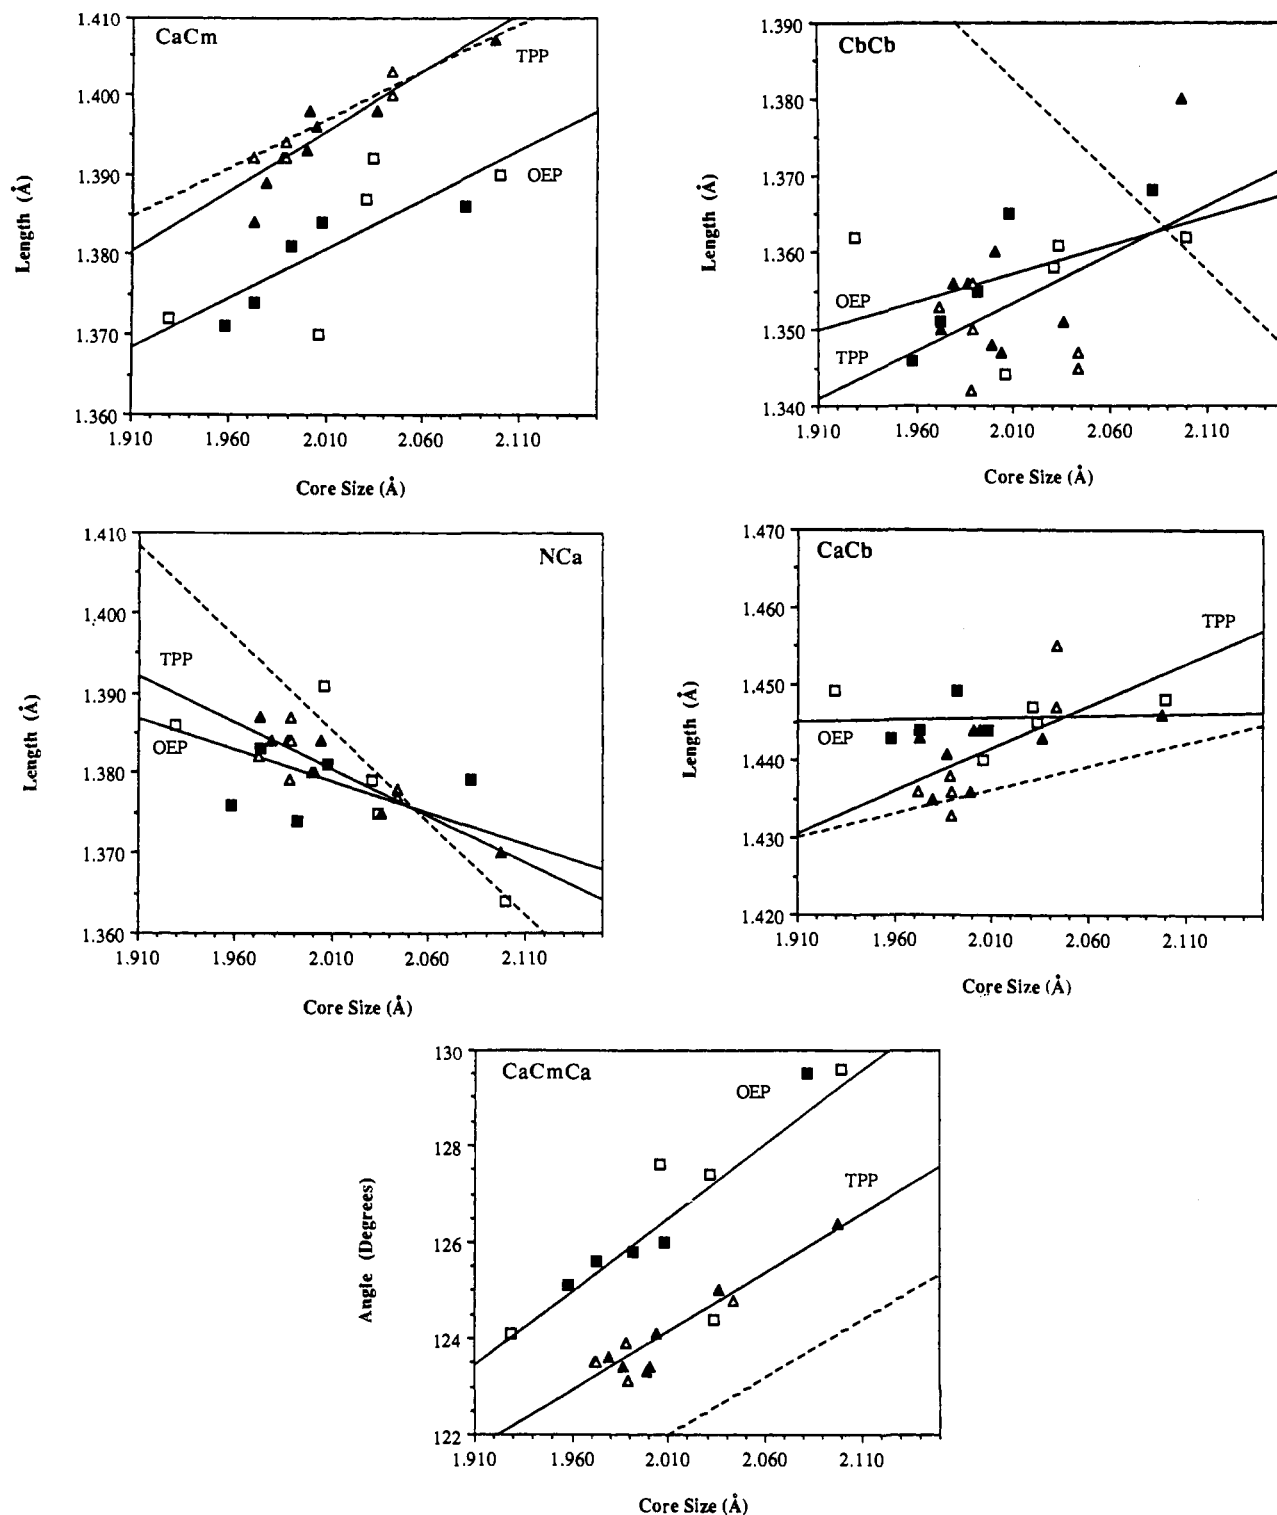 CaCm
TPP
OEP
1.410
1.400
1.390
1.380
1.370
1.360
1.910
1.960
2.010
2.060
2.110
Length (Å)
Core Size (Å)
CbCb
OEP
TPP
1.390
1.380
1.370
1.360
1.350
1.340
1.910
1.960
2.010
2.060
2.110
Length (Å)
Core Size (Å)
NCa
TPP
OEP
1.410
1.400
1.390
1.380
1.370
1.360
1.910
1.960
2.010
2.060
2.110
Length (Å)
Core Size (Å)
CaCb
TPP
OEP
1.470
1.460
1.450
1.440
1.430
1.420
1.910
1.960
2.010
2.060
2.110
Length (Å)
Core Size (Å)
CaCmCa
OEP
TPP
130
128
126
124
122
1.910
1.960
2.010
2.060
2.110
Angle (Degrees)
Core Size (Å)